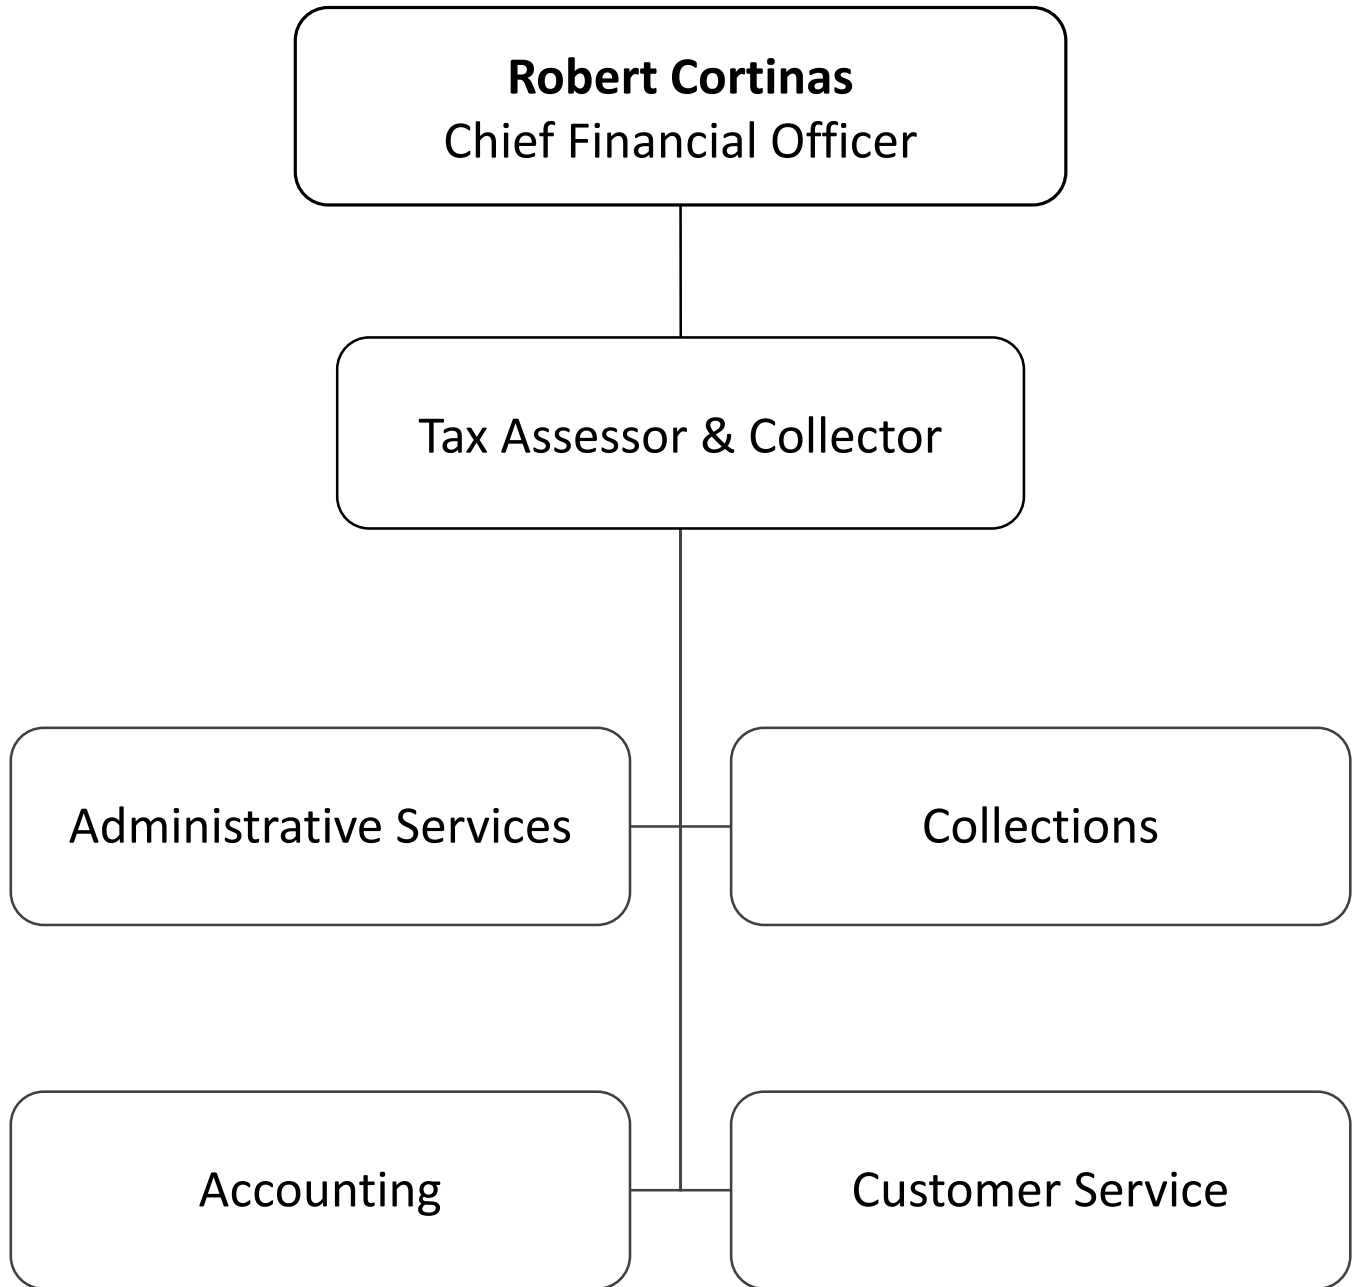 Robert Cortinas
Chief Financial Officer
Tax Assessor & Collector
Administrative Services
Collections
Accounting
Customer Service